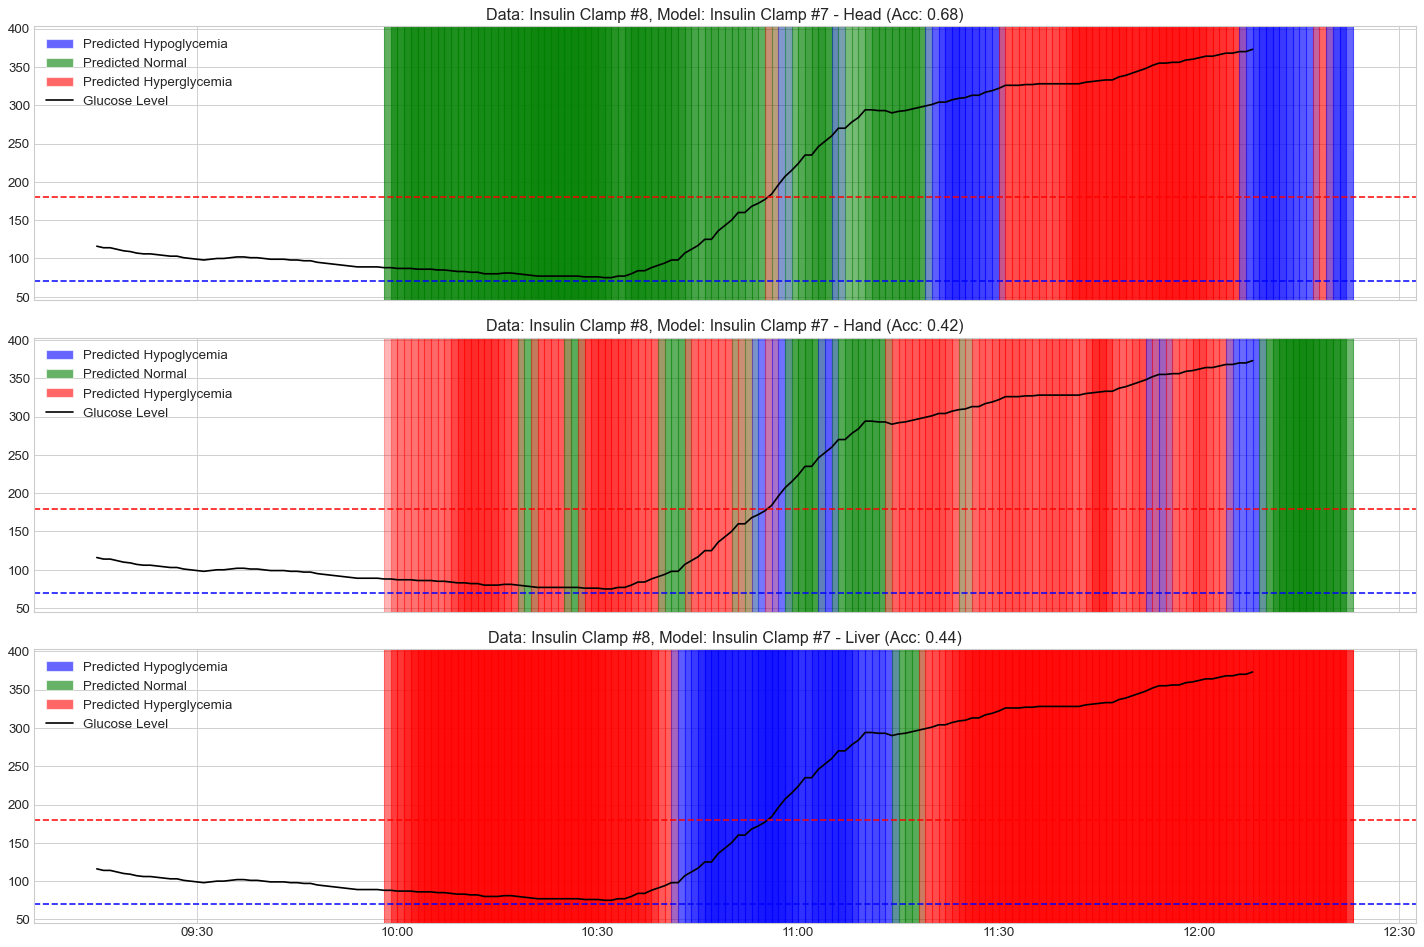 Data: Insulin Clamp #8, Model: Insulin Clamp #7 - Head (Acc: 0.68)
400
350
300
250
200
150
100
50
Predicted Hypoglycemia
Predicted Normal
Predicted Hyperglycemia
Glucose Level
Data: Insulin Clamp #8, Model: Insulin Clamp #7 - Hand (Acc: 0.42)
400
350
300
250
200
150
100
50
Predicted Hypoglycemia
Predicted Normal
Predicted Hyperglycemia
Glucose Level
Data: Insulin Clamp #8, Model: Insulin Clamp #7 - Liver (Acc: 0.44)
400
350
300
250
200
150
100
50
Predicted Hypoglycemia
Predicted Normal
Predicted Hyperglycemia
Glucose Level
09:30 10:00 10:30 11:00 11:30 12:00 12:30